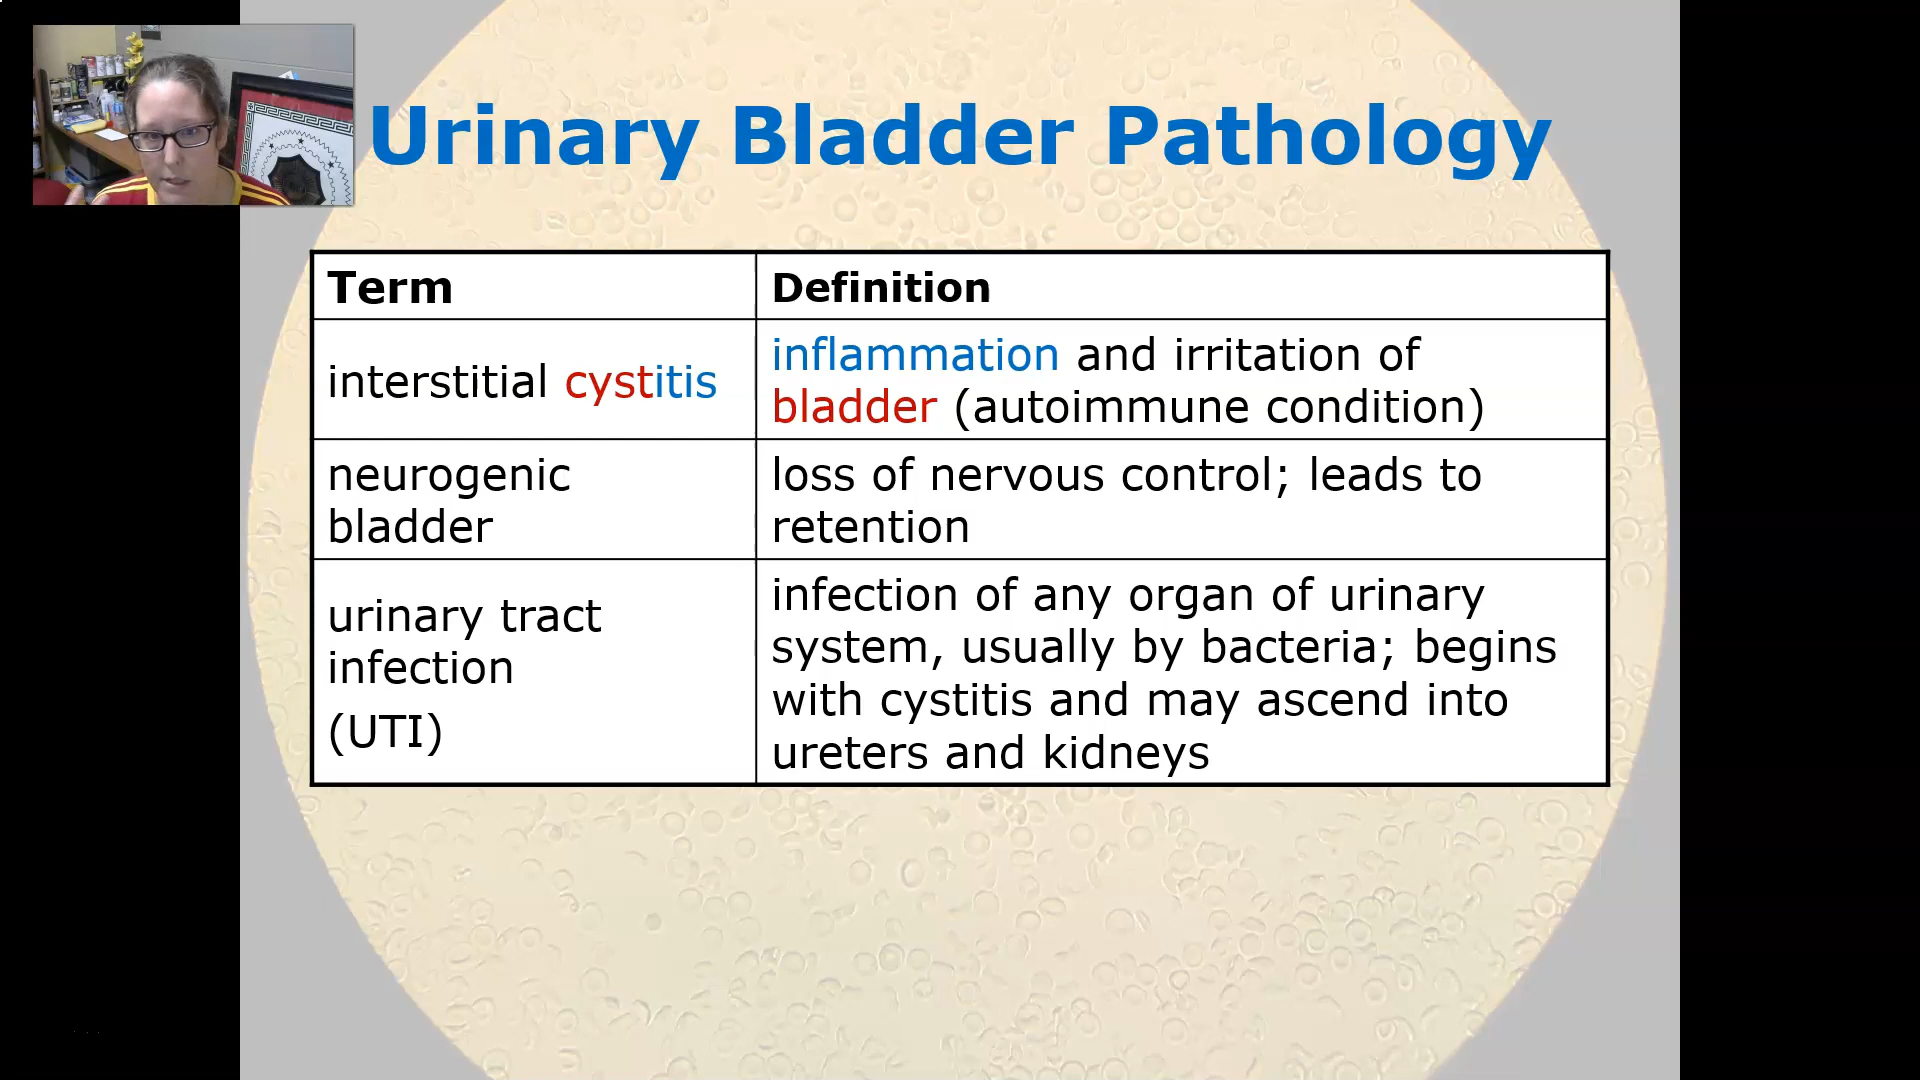 Urinary Bladder Pathology
Term
Definition
interstitial cystitis
inflammation and irritation of
bladder (autoimmune condition)
neurogenic
bladder
loss of nervous control; leads to
retention
urinary tract
infection
(UTI)
infection of any organ of urinary
system, usually by bacteria; begins
with cystitis and may ascend into
ureters and kidneys